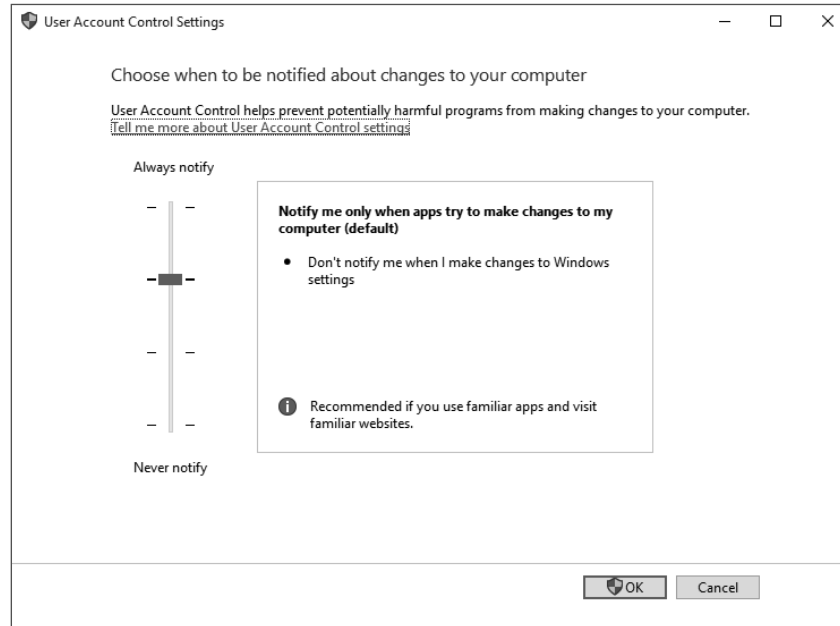 User Account Control Settings
Choose when to be notified about changes to your computer
User Account Control helps prevent potentially harmful programs from making changes to your computer.
Tell me more about User Account Control settings
Always notify
Notify me only when apps try to make changes to my
computer (default)
• Don't notify me when I make changes to Windows
settings
Recommended if you use familiar apps and visit
familiar websites.
Never notify
OK
Cancel